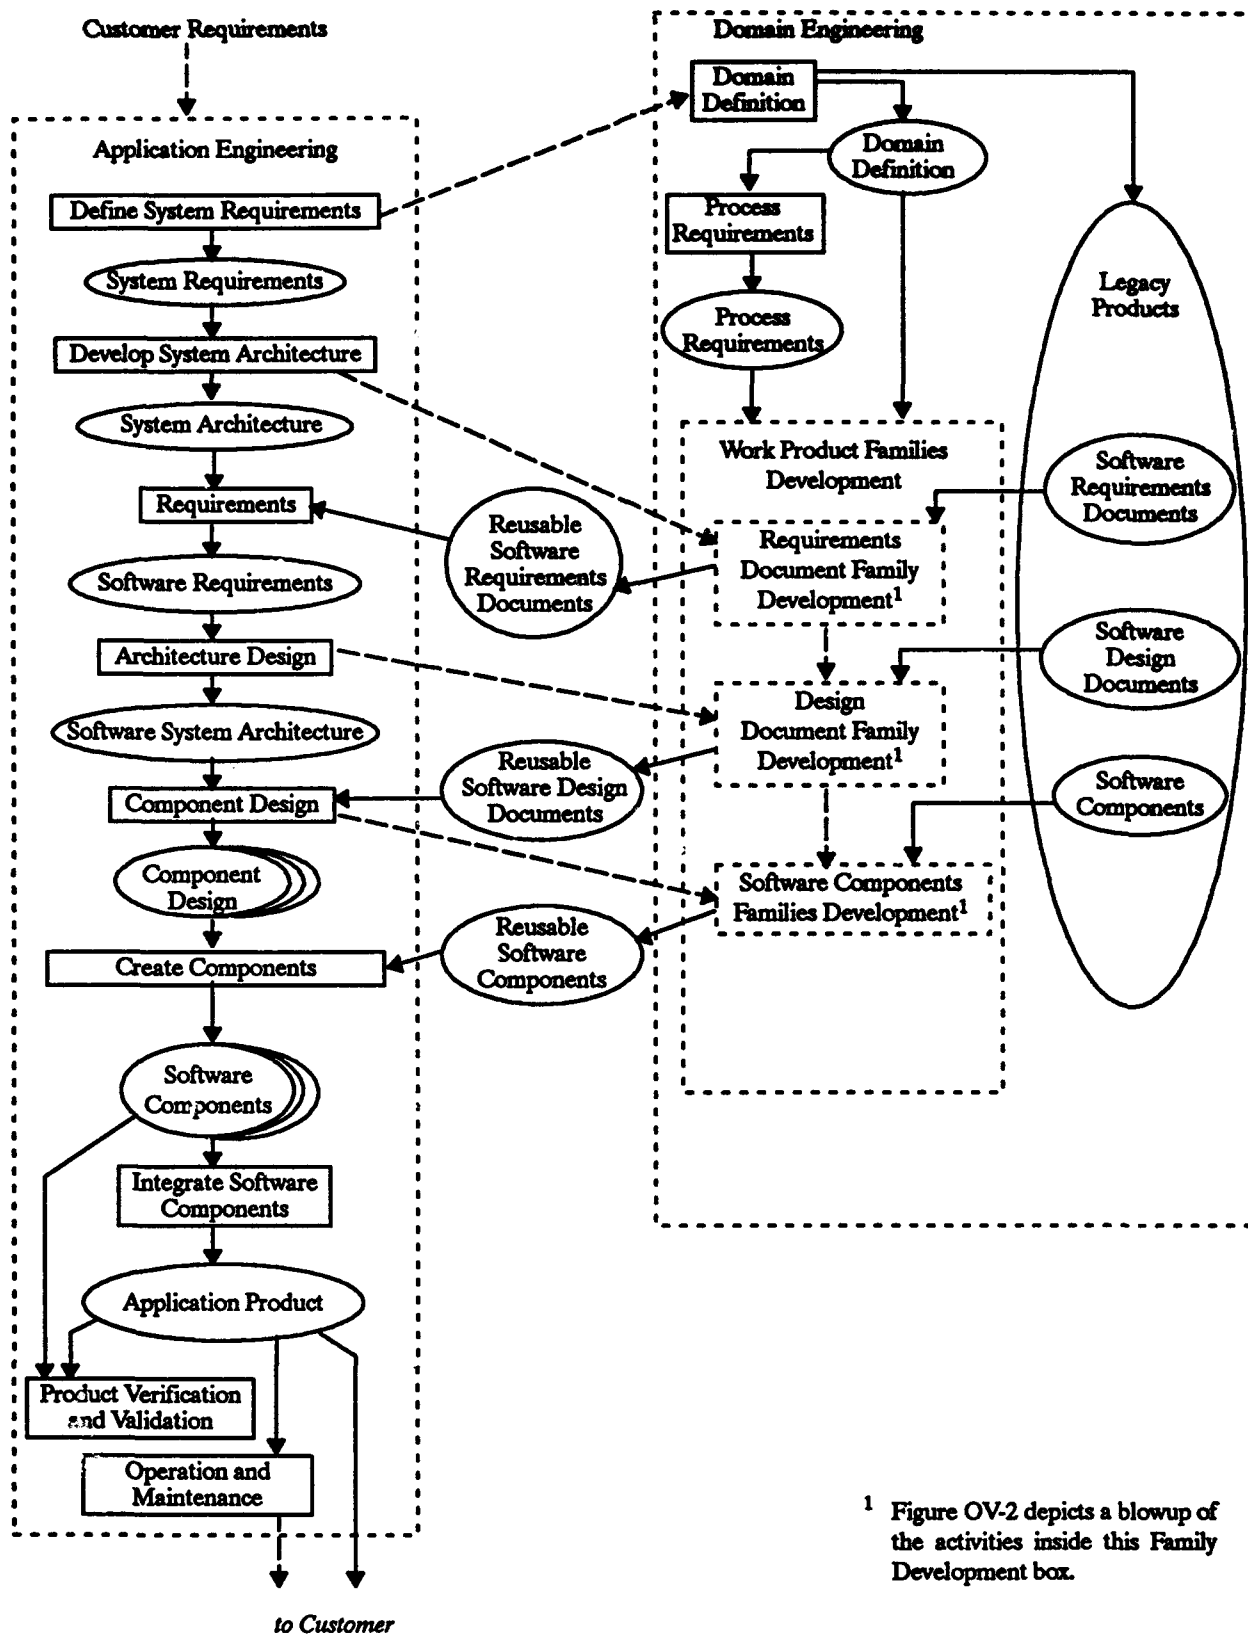 Customer Requirements
Application Engineering
Define System Requirements
System Requirements
Develop System Architecture
System Architecture
Requirements
Software Requirements
Architecture Design
Software System Architecture
Component Design
Component
Design
Create Components
Software
Components
Integrate Software
Components
Application Product
Product Verification
and Validation
Operation and
Maintenance
to Customer
Reusable
Software
Requirements
Documents
Reusable
Software Design
Documents
Reusable
Software
Components
Domain Engineering
Domain
Definition
Domain
Definition
Process
Requirements
Process
Requirements
Work Product Families
Development
Requirements
Document Family
Development¹
Design
Document Family
Development¹
Software Components
Families Development¹
Legacy
Products
Software
Requirements
Documents
Software
Design
Documents
Software
Components
¹ Figure OV-2 depicts a blowup of
the activities inside this Family
Development box.